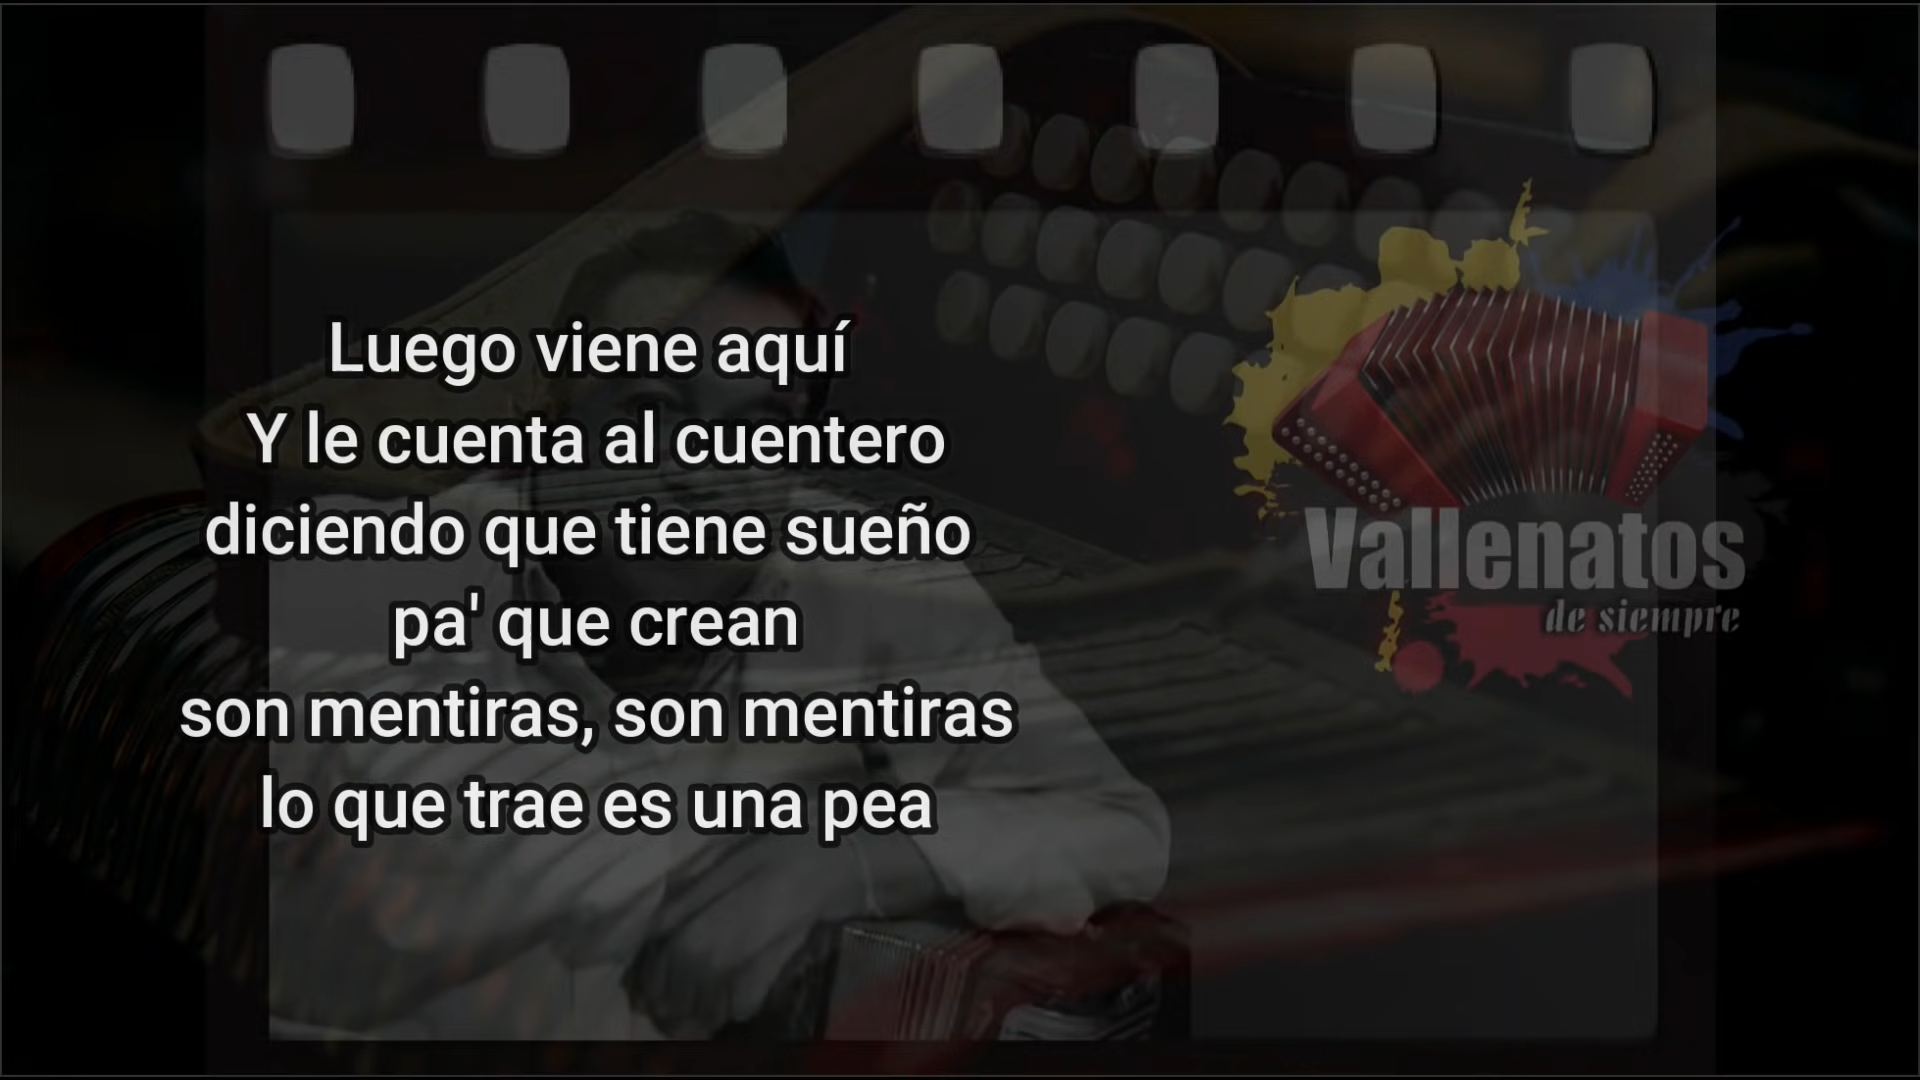 Luego viene aquí
Y le cuenta al cuentero
diciendo que tiene sueño
pa' que crean
son mentiras, son mentiras
lo que trae es una pea
Vallenatos
de siempre